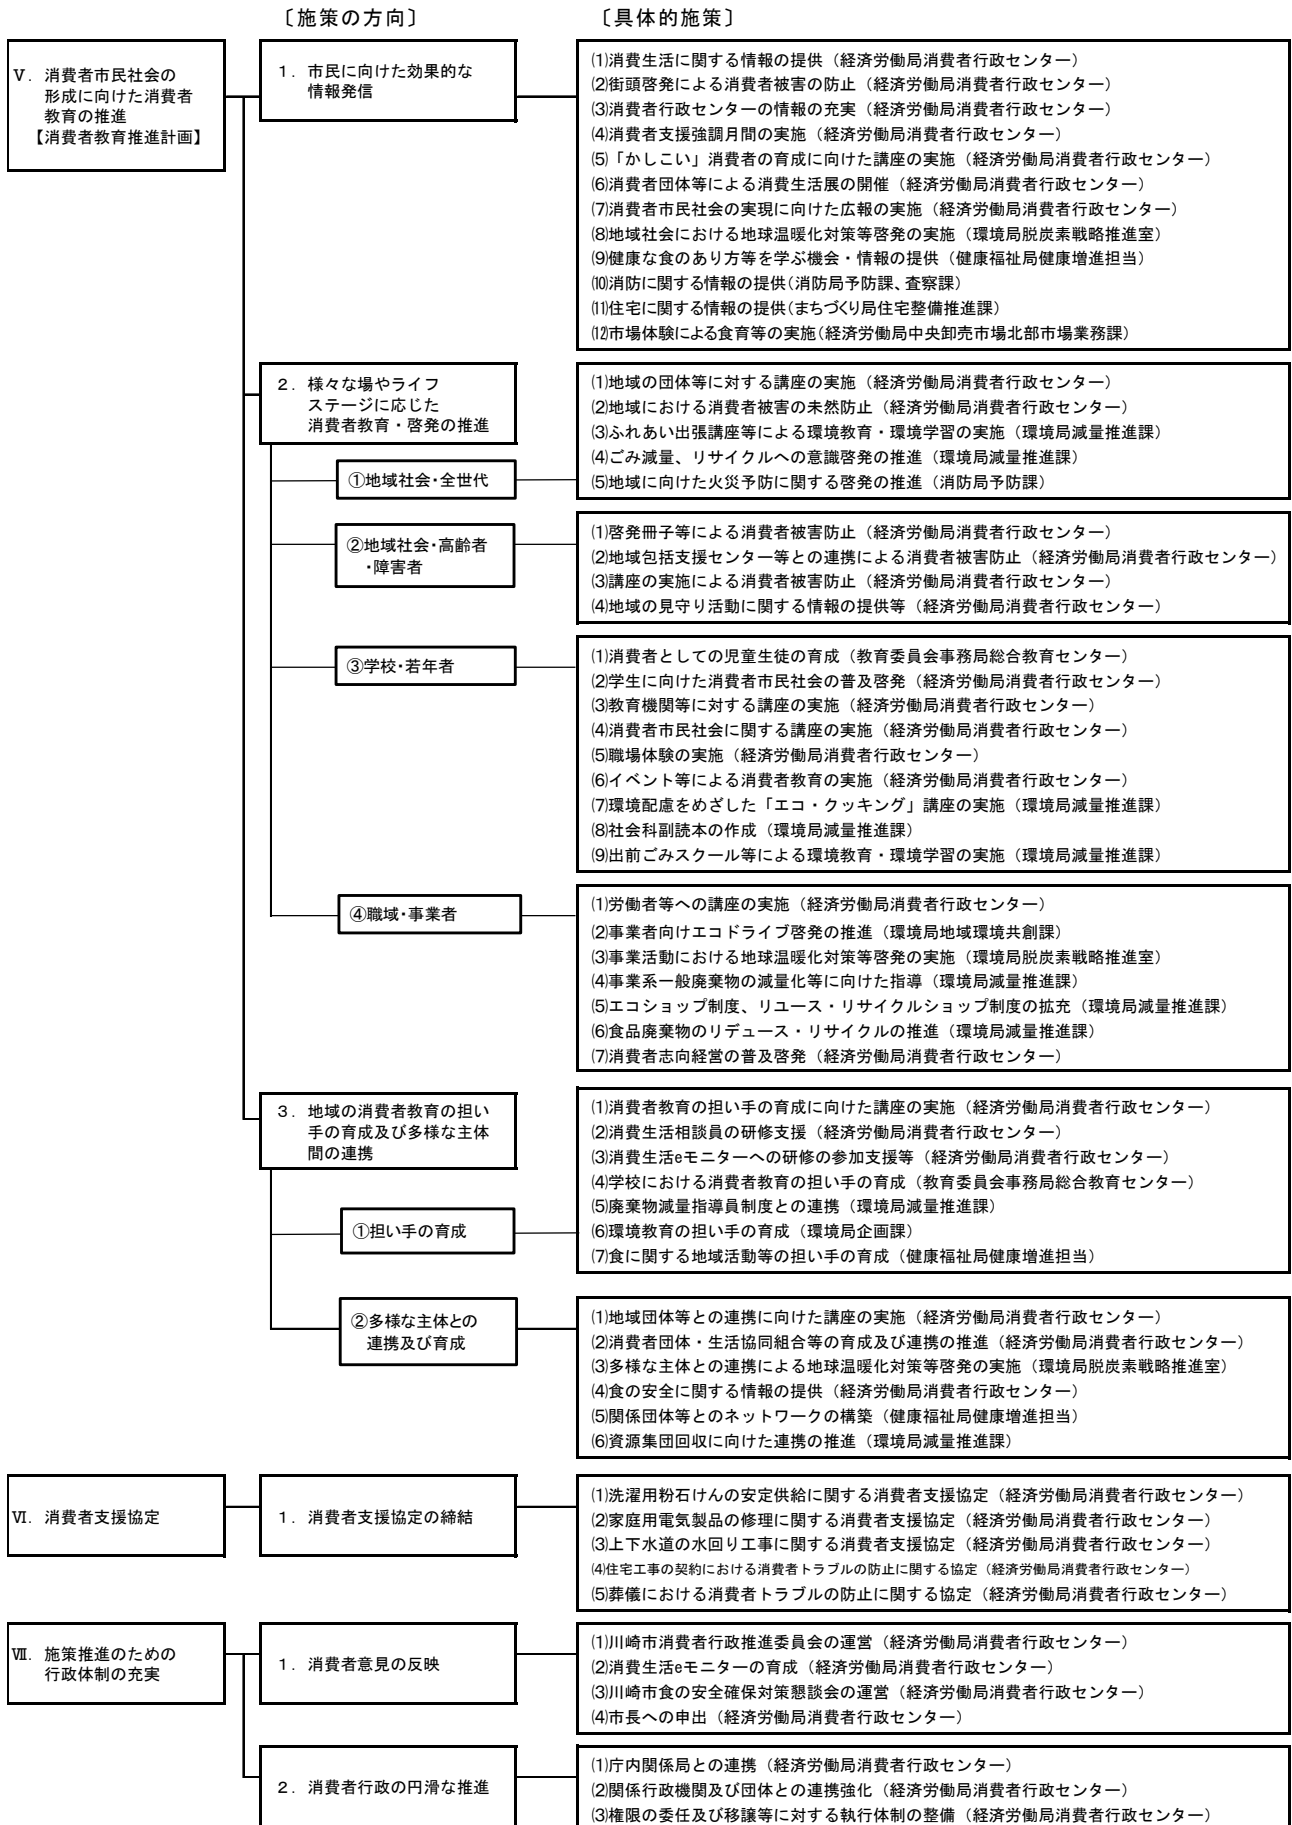 〔施策の方向〕
〔具体的施策〕
Ⅴ．消費者市民社会の
形成に向けた消費者
教育の推進
【消費者教育推進計画】
１．市民に向けた効果的な
情報発信
⑴消費生活に関する情報の提供（経済労働局消費者行政センター）
⑵街頭啓発による消費者被害の防止（経済労働局消費者行政センター）
⑶消費者行政センターの情報の充実（経済労働局消費者行政センター）
⑷消費者支援強調月間の実施（経済労働局消費者行政センター）
⑸「かしこい」消費者の育成に向けた講座の実施（経済労働局消費者行政センター）
⑹消費者団体等による消費生活展の開催（経済労働局消費者行政センター）
⑺消費者市民社会の実現に向けた広報の実施（経済労働局消費者行政センター）
⑻地域社会における地球温暖化対策等啓発の実施（環境局脱炭素戦略推進室）
⑼健康な食のあり方等を学ぶ機会・情報の提供（健康福祉局健康増進担当）
⑽消防に関する情報の提供（消防局予防課、査察課）
⑾住宅に関する情報の提供（まちづくり局住宅整備推進課）
⑿市場体験による食育等の実施（経済労働局中央卸売市場北部市場業務課）
２．様々な場やライフ
ステージに応じた
消費者教育・啓発の推進
①地域社会・全世代
⑴地域の団体等に対する講座の実施（経済労働局消費者行政センター）
⑵地域における消費者被害の未然防止（経済労働局消費者行政センター）
⑶ふれあい出張講座等による環境教育・環境学習の実施（環境局減量推進課）
⑷ごみ減量、リサイクルへの意識啓発の推進（環境局減量推進課）
⑸地域に向けた火災予防に関する啓発の推進（消防局予防課）
②地域社会・高齢者
・障害者
⑴啓発冊子等による消費者被害防止（経済労働局消費者行政センター）
⑵地域包括支援センター等との連携による消費者被害防止（経済労働局消費者行政センター）
⑶講座の実施による消費者被害防止（経済労働局消費者行政センター）
⑷地域の見守り活動に関する情報の提供等（経済労働局消費者行政センター）
③学校・若年者
⑴消費者としての児童生徒の育成（教育委員会事務局総合教育センター）
⑵学生に向けた消費者市民社会の普及啓発（経済労働局消費者行政センター）
⑶教育機関等に対する講座の実施（経済労働局消費者行政センター）
⑷消費者市民社会に関する講座の実施（経済労働局消費者行政センター）
⑸職場体験の実施（経済労働局消費者行政センター）
⑹イベント等による消費者教育の実施（経済労働局消費者行政センター）
⑺環境配慮をめざした「エコ・クッキング」講座の実施（環境局減量推進課）
⑻社会科副読本の作成（環境局減量推進課）
⑼出前ごみスクール等による環境教育・環境学習の実施（環境局減量推進課）
④職域・事業者
⑴労働者等への講座の実施（経済労働局消費者行政センター）
⑵事業者向けエコドライブ啓発の推進（環境局地域環境共創課）
⑶事業活動における地球温暖化対策等啓発の実施（環境局脱炭素戦略推進室）
⑷事業系一般廃棄物の減量化等に向けた指導（環境局減量推進課）
⑸エコショップ制度、リユース・リサイクルショップ制度の拡充（環境局減量推進課）
⑹食品廃棄物のリデュース・リサイクルの推進（環境局減量推進課）
⑺消費者志向経営の普及啓発（経済労働局消費者行政センター）
３．地域の消費者教育の担い
手の育成及び多様な主体
間の連携
①担い手の育成
⑴消費者教育の担い手の育成に向けた講座の実施（経済労働局消費者行政センター）
⑵消費生活相談員の研修支援（経済労働局消費者行政センター）
⑶消費生活eモニターへの研修の参加支援等（経済労働局消費者行政センター）
⑷学校における消費者教育の担い手の育成（教育委員会事務局総合教育センター）
⑸廃棄物減量指導員制度との連携（環境局減量推進課）
⑹環境教育の担い手の育成（環境局企画課）
⑺食に関する地域活動等の担い手の育成（健康福祉局健康増進担当）
②多様な主体との
連携及び育成
⑴地域団体等との連携に向けた講座の実施（経済労働局消費者行政センター）
⑵消費者団体・生活協同組合等の育成及び連携の推進（経済労働局消費者行政センター）
⑶多様な主体との連携による地球温暖化対策等啓発の実施（環境局脱炭素戦略推進室）
⑷食の安全に関する情報の提供（経済労働局消費者行政センター）
⑸関係団体等とのネットワークの構築（健康福祉局健康増進担当）
⑹資源集団回収に向けた連携の推進（環境局減量推進課）
Ⅵ．消費者支援協定
１．消費者支援協定の締結
⑴洗濯用粉石けんの安定供給に関する消費者支援協定（経済労働局消費者行政センター）
⑵家庭用電気製品の修理に関する消費者支援協定（経済労働局消費者行政センター）
⑶上下水道の水回り工事に関する消費者支援協定（経済労働局消費者行政センター）
⑷住宅工事の契約における消費者トラブルの防止に関する協定（経済労働局消費者行政センター）
⑸葬儀における消費者トラブルの防止に関する協定（経済労働局消費者行政センター）
Ⅶ．施策推進のための
行政体制の充実
１．消費者意見の反映
⑴川崎市消費者行政推進委員会の運営（経済労働局消費者行政センター）
⑵消費生活eモニターの育成（経済労働局消費者行政センター）
⑶川崎市食の安全確保対策懇談会の運営（経済労働局消費者行政センター）
⑷市長への申出（経済労働局消費者行政センター）
２．消費者行政の円滑な推進
⑴庁内関係局との連携（経済労働局消費者行政センター）
⑵関係行政機関及び団体との連携強化（経済労働局消費者行政センター）
⑶権限の委任及び移譲等に対する執行体制の整備（経済労働局消費者行政センター）